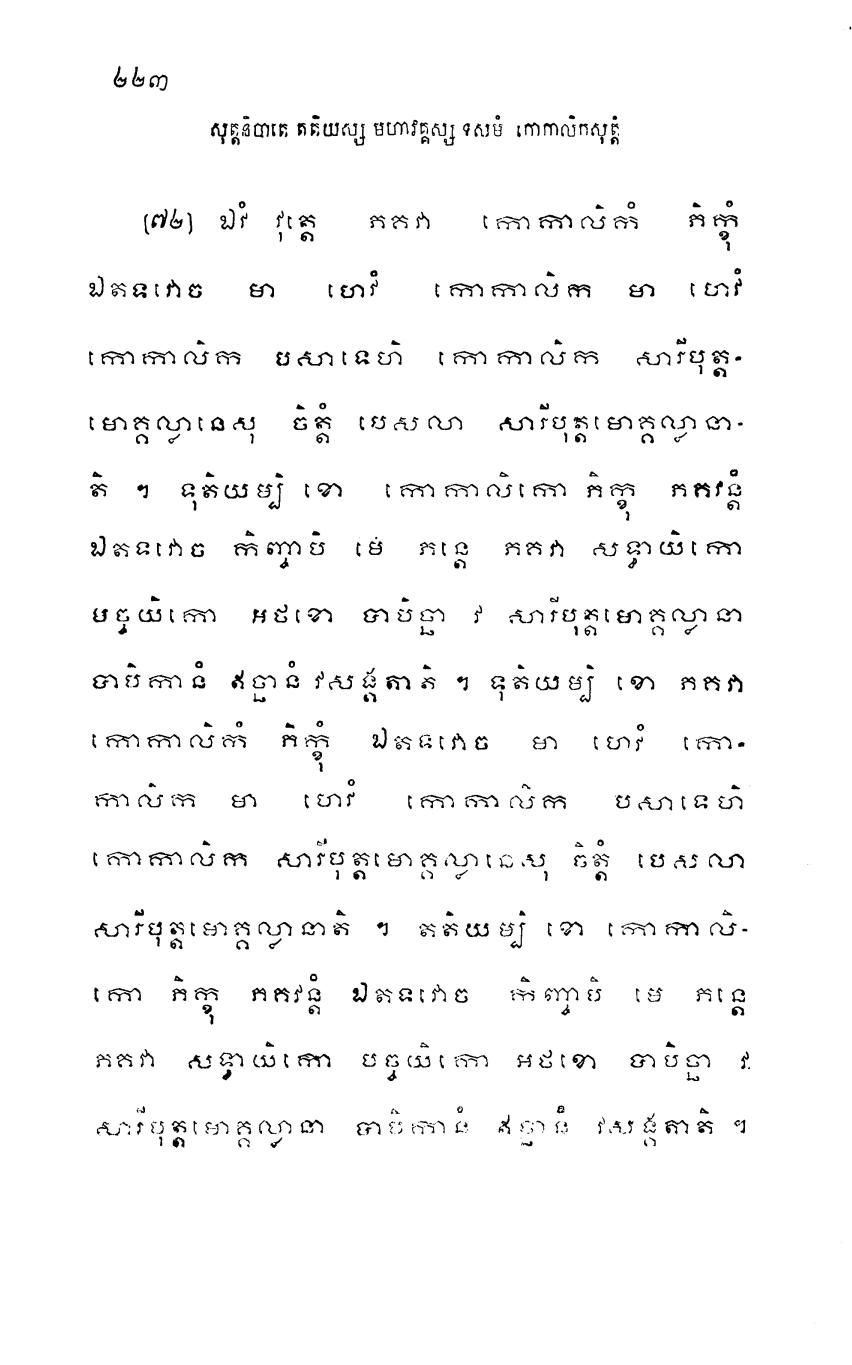 ២២៣
សុត្តនិបាតេ តតិយស្ស មហាវគ្គស្ស ទសមំ កោកាលិកសុត្តំ
(៧២) ឯវំ វុត្តេ ភគវា កោកាលិកំ ភិក្ខុំ
ឯតទវោច មា ហេវំ កោកាលិក មា ហេវំ
កោកាលិក បសាទេហិ កោកាលិក សារីបុត្ត-
មោគ្គល្លានេសុ ចិត្តំ បេសលា សារីបុត្តមោគ្គល្លានា-
តិ ។ ទុតិយម្បិ ខោ កោកាលិកោ ភិក្ខុ ភគវន្តំ
ឯតទវោច កិញ្ចាបិ មេ ភន្តេ ភគវា សទ្ធាយិកោ
បច្ចយិកោ អថខោ បាបិច្ឆា វ សារីបុត្តមោគ្គល្លានា
បាបិកានំ ឥច្ឆានំ វសង្គតាតិ ។ ទុតិយម្បិ ខោ ភគវា
កោកាលិកំ ភិក្ខុំ ឯតទវោច មា ហេវំ កោ-
កាលិក មា ហេវំ កោកាលិក បសាទេហិ
កោកាលិក សារីបុត្តមោគ្គល្លានេសុ ចិត្តំ បេសលា
សារីបុត្តមោគ្គល្លានាតិ ។ តតិយម្បិ ខោ កោកាលិ-
កោ ភិក្ខុ ភគវន្តំ ឯតទវោច កិញ្ចាបិ មេ ភន្តេ
ភគវា សទ្ធាយិកោ បច្ចយិកោ អថខោ បាបិច្ឆា វ
សារីបុត្តមោគ្គល្លានា បាបិកានំ ឥច្ឆានំ វសង្គតាតិ ។